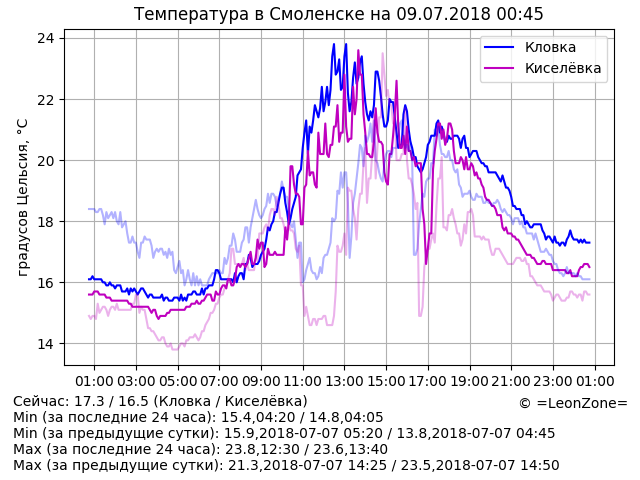 Температура в Смоленске на 09.07.2018 00:45
24
22
20
18
16
14
градусов Цельсия, °C
Кловка
Киселёвка
01:00 03:00 05:00 07:00 09:00 11:00 13:00 15:00 17:00 19:00 21:00 23:00 01:00
Сейчас: 17.3 / 16.5 (Кловка / Киселёвка)
© =LeonZone=
Min (за последние 24 часа): 15.4,04:20 / 14.8,04:05
Min (за предыдущие сутки): 15.9,2018-07-07 05:20 / 13.8,2018-07-07 04:45
Max (за последние 24 часа): 23.8,12:30 / 23.6,13:40
Max (за предыдущие сутки): 21.3,2018-07-07 14:25 / 23.5,2018-07-07 14:50